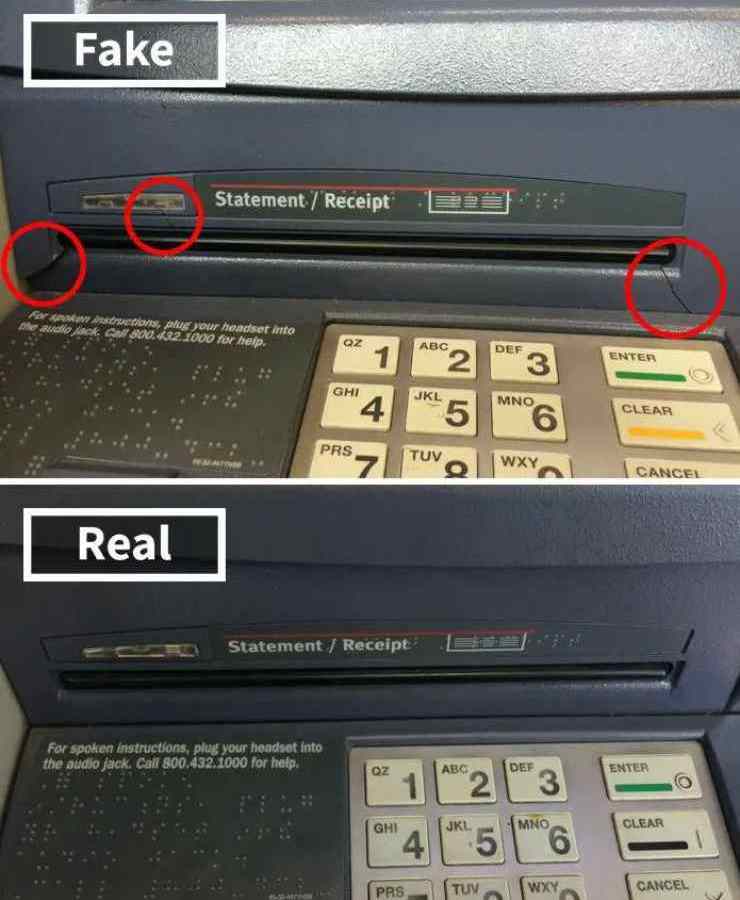 Fake
Statement / Receipt
For spoken instructions, plug your headset into
the audio jack. Call 800.432.1000 for help.
QZ 1
ABC 2
DEF 3
ENTER
GHI 4
JKL 5
MNO 6
CLEAR
PRS 7
TUV 8
WXY 9
CANCEL
Real
Statement / Receipt
For spoken instructions, plug your headset into
the audio jack. Call 800.432.1000 for help.
QZ 1
ABC 2
DEF 3
ENTER
GHI 4
JKL 5
MNO 6
CLEAR
PRS
TUV
WXY
CANCEL